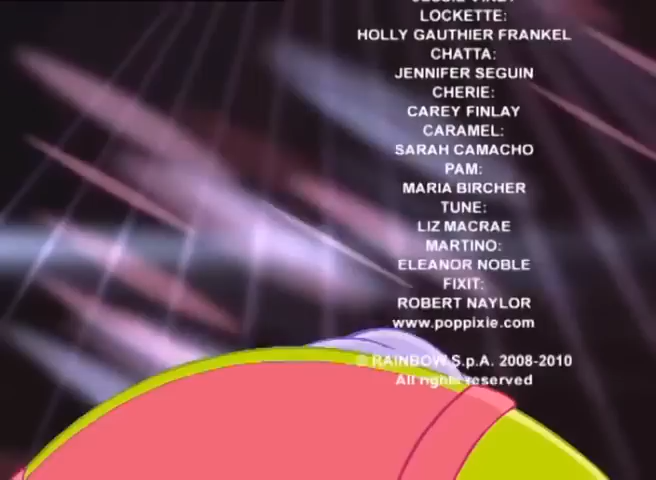 LOCKETTE:
HOLLY GAUTHIER FRANKEL
CHATTA:
JENNIFER SEGUIN
CHERIE:
CAREY FINLAY
CARAMEL:
SARAH CAMACHO
PAM:
MARIA BIRCHER
TUNE:
LIZ MACRAE
MARTINO:
ELEANOR NOBLE
FIXIT:
ROBERT NAYLOR
www.poppixie.com
© RAINBOW S.p.A. 2008-2010
All rights reserved